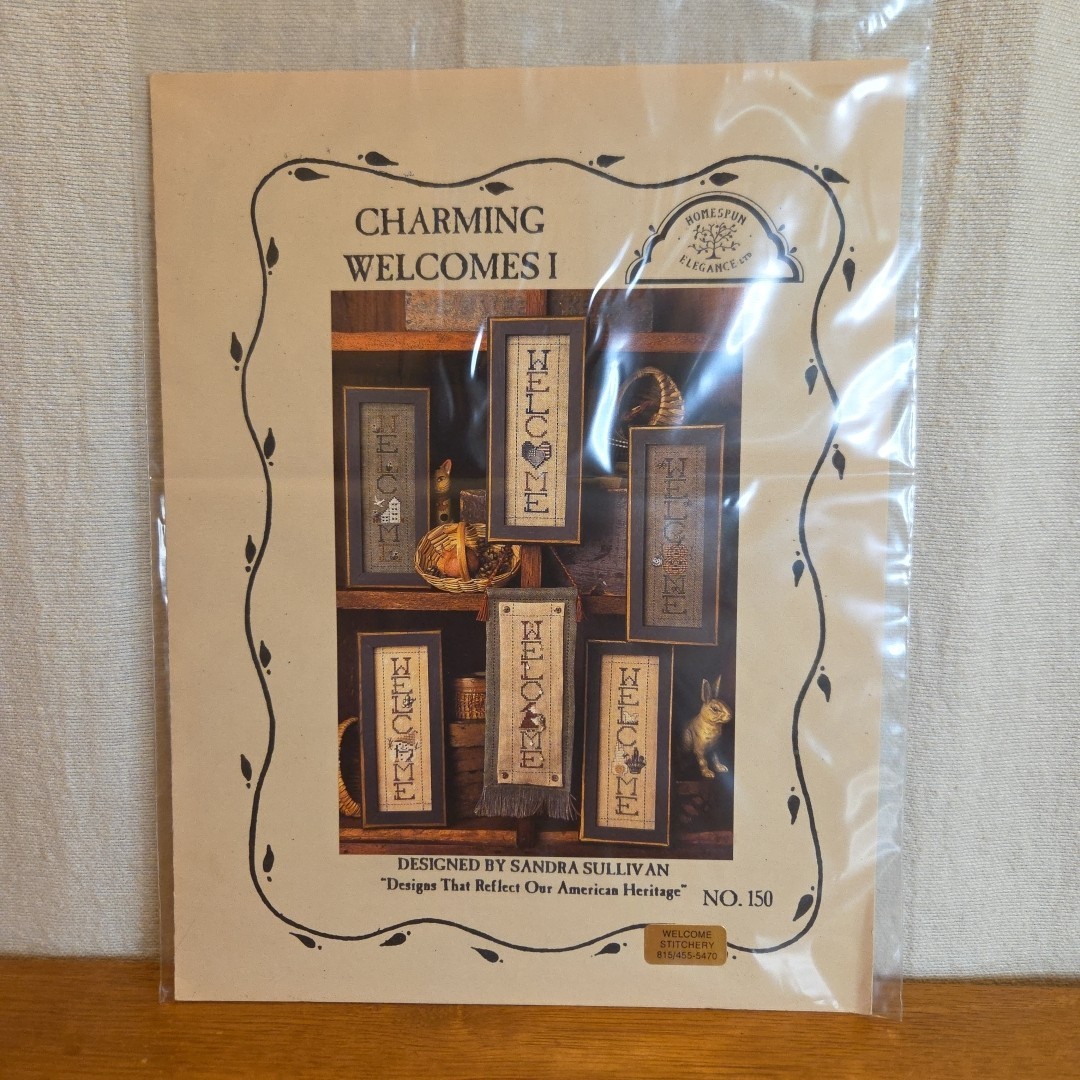 CHARMING
WELCOMES I
HOMESPUN
ELEGANCE LTD
WELCOME
WELCOME
WELCOME
WELCOME
WELCOME
WELCOME
DESIGNED BY SANDRA SULLIVAN
"Designs That Reflect Our American Heritage"
NO. 150
WELCOME
STITCHERY
815/455-5470